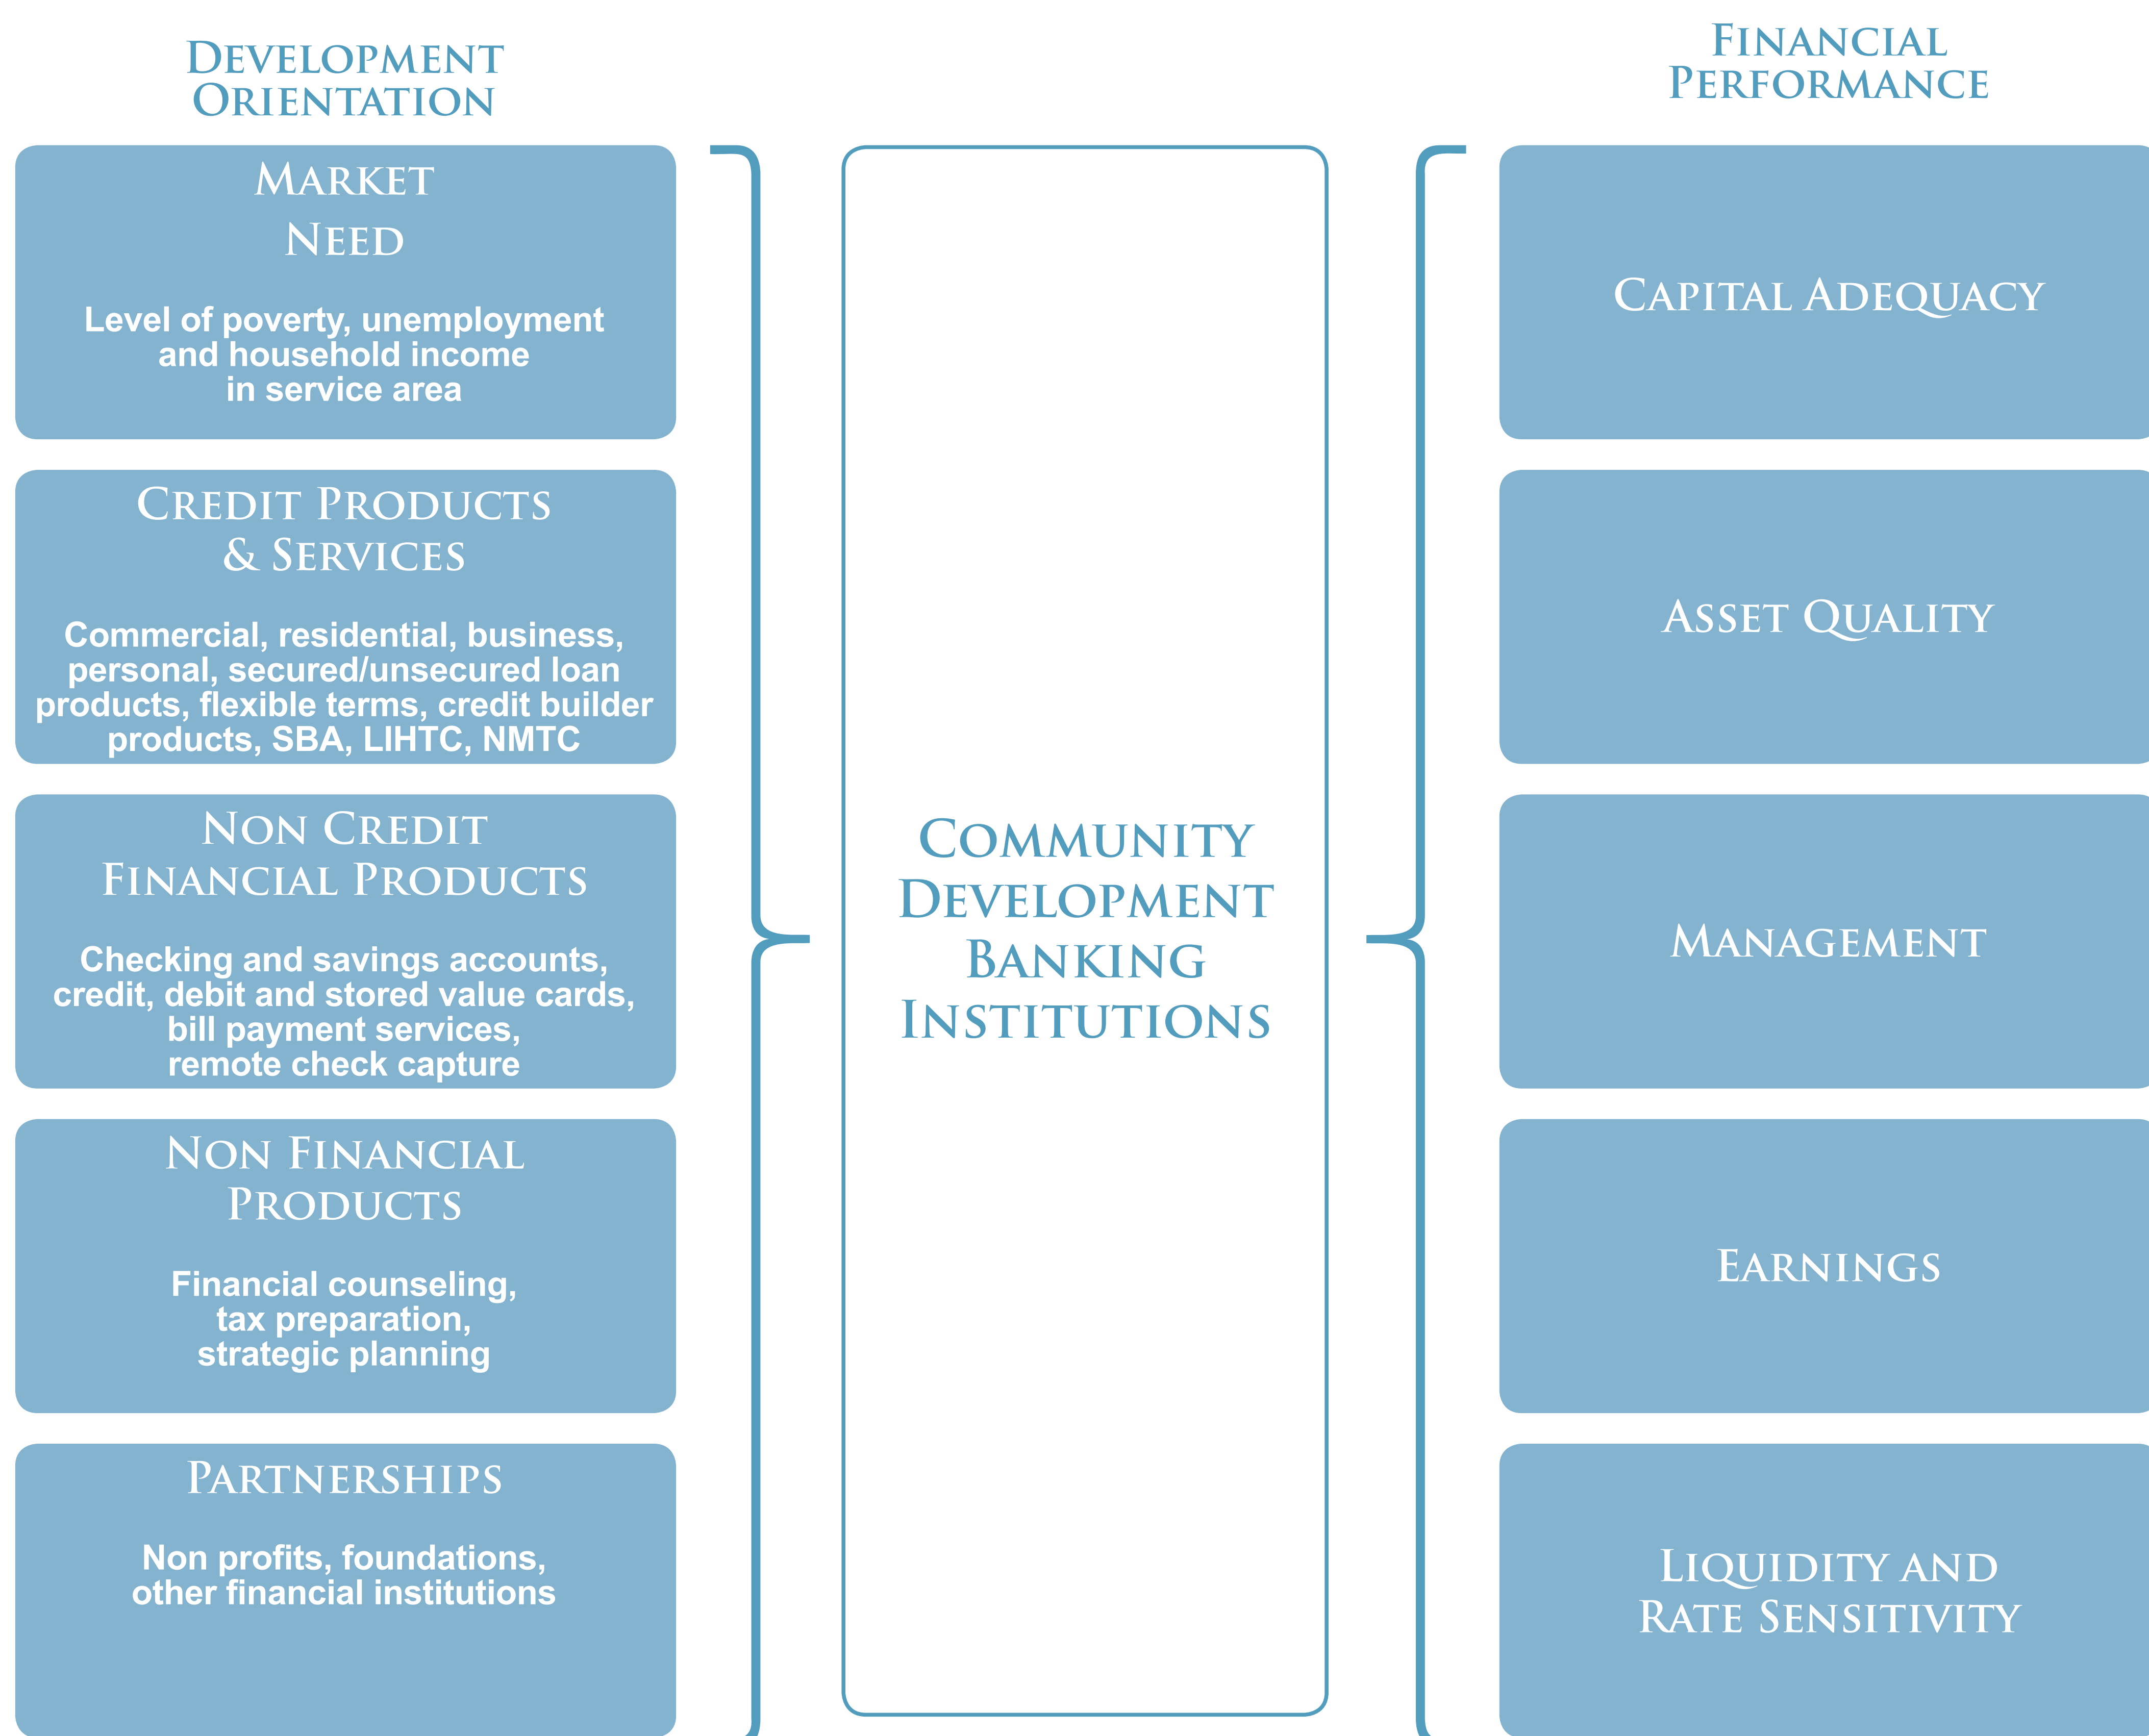 Development
Orientation
Market
Need
Level of poverty, unemployment
and household income
in service area
Credit Products
& Services
Commercial, residential, business,
personal, secured/unsecured loan
products, flexible terms, credit builder
products, SBA, LIHTC, NMTC
Non Credit
Financial Products
Checking and savings accounts,
credit, debit and stored value cards,
bill payment services,
remote check capture
Non Financial
Products
Financial counseling,
tax preparation,
strategic planning
Partnerships
Non profits, foundations,
other financial institutions
Community
Development
Banking
Institutions
Financial
Performance
Capital Adequacy
Asset Quality
Management
Earnings
Liquidity and
Rate Sensitivity